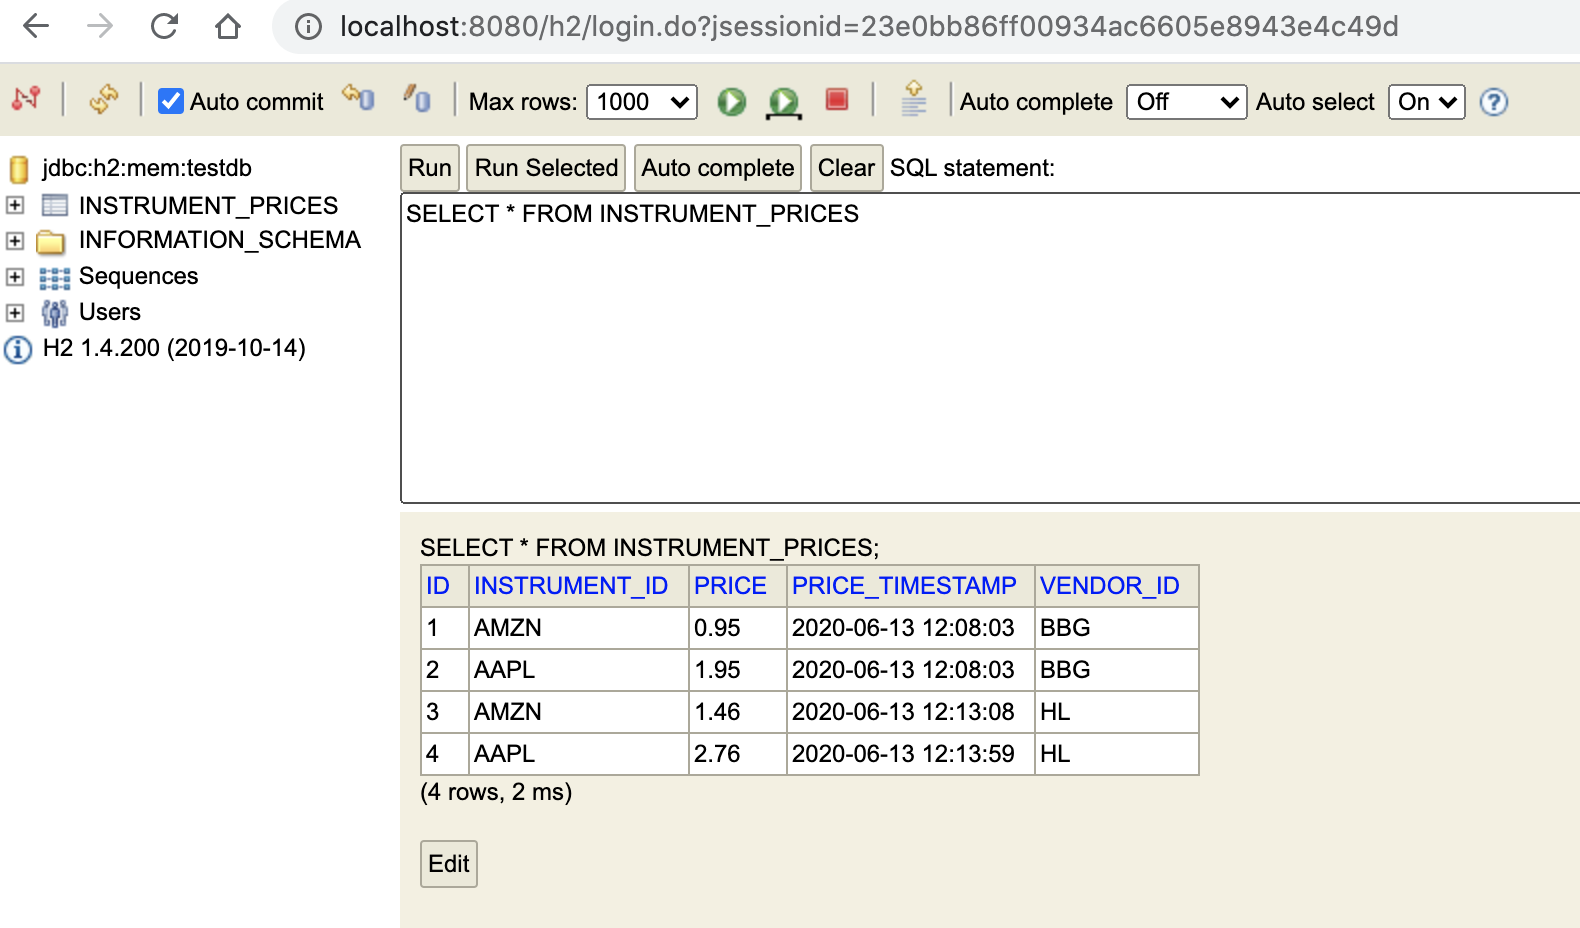 localhost:8080/h2/login.do?jsessionid=23e0bb86ff00934ac6605e8943e4c49d
Auto commit Max rows: 1000 Auto complete Off Auto select On ?
jdbc:h2:mem:testdb
INSTRUMENT_PRICES
INFORMATION_SCHEMA
Sequences
Users
H2 1.4.200 (2019-10-14)
Run Run Selected Auto complete Clear SQL statement:
SELECT * FROM INSTRUMENT_PRICES
SELECT * FROM INSTRUMENT_PRICES;
ID INSTRUMENT_ID PRICE PRICE_TIMESTAMP VENDOR_ID
1 AMZN 0.95 2020-06-13 12:08:03 BBG
2 AAPL 1.95 2020-06-13 12:08:03 BBG
3 AMZN 1.46 2020-06-13 12:13:08 HL
4 AAPL 2.76 2020-06-13 12:13:59 HL
(4 rows, 2 ms)
Edit